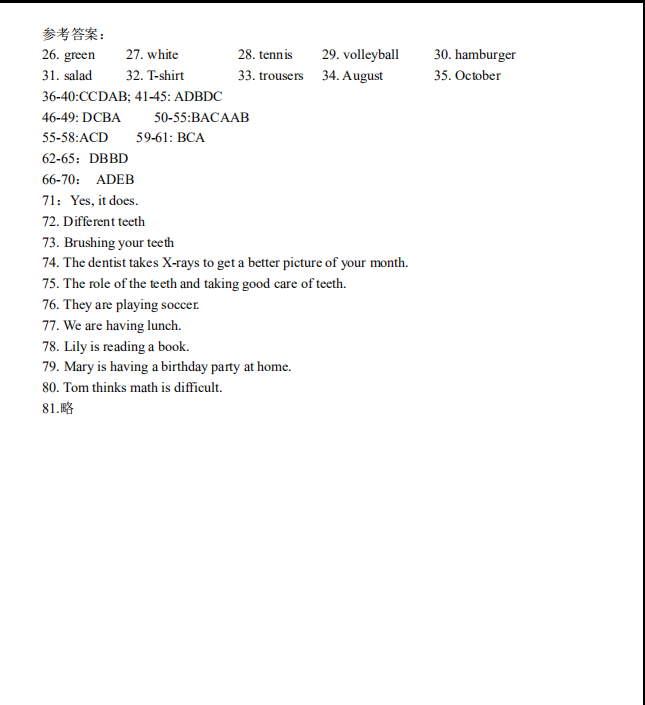 参考答案：
26. green 27. white 28. tennis 29. volleyball 30. hamburger
31. salad 32. T-shirt 33. trousers 34. August 35. October
36-40:CCDAB; 41-45: ADBDC
46-49: DCBA 50-55:BACAAB
55-58:ACD 59-61: BCA
62-65：DBBD
66-70： ADEB
71：Yes, it does.
72. Different teeth
73. Brushing your teeth
74. The dentist takes X-rays to get a better picture of your month.
75. The role of the teeth and taking good care of teeth.
76. They are playing soccer.
77. We are having lunch.
78. Lily is reading a book.
79. Mary is having a birthday party at home.
80. Tom thinks math is difficult.
81.略